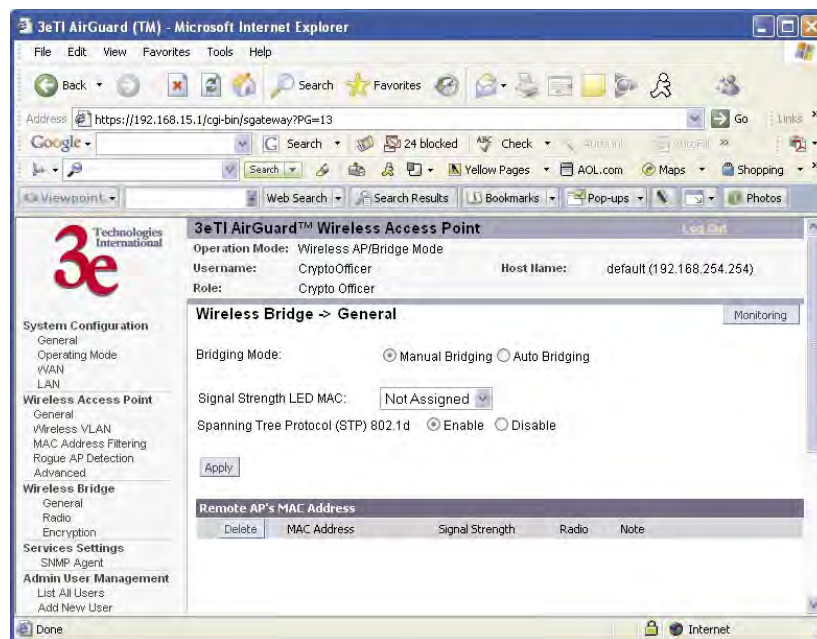 3eTI AirGuard (TM) - Microsoft Internet Explorer
File Edit View Favorites Tools Help
Back Search Favorites
Address https://192.168.15.1/cgi-bin/sgateway?PG=13 Go Links
Google Search 24 blocked Check
Search Yellow Pages AOL.com Maps Shopping
Viewpoint Web Search Search Results Bookmarks Pop-ups Photos
3e Technologies International
3eTI AirGuard™ Wireless Access Point Log Out
Operation Mode: Wireless AP/Bridge Mode
Username: CryptoOfficer Host Name: default (192.168.254.254)
Role: Crypto Officer
Wireless Bridge -> General Monitoring
Bridging Mode: Manual Bridging Auto Bridging
Signal Strength LED MAC: Not Assigned
Spanning Tree Protocol (STP) 802.1d Enable Disable
Apply
Remote AP's MAC Address
Delete MAC Address Signal Strength Radio Note
System Configuration
General
Operating Mode
WAN
LAN
Wireless Access Point
General
Wireless VLAN
MAC Address Filtering
Rogue AP Detection
Advanced
Wireless Bridge
General
Radio
Encryption
Services Settings
SNMP Agent
Admin User Management
List All Users
Add New User
Done Internet